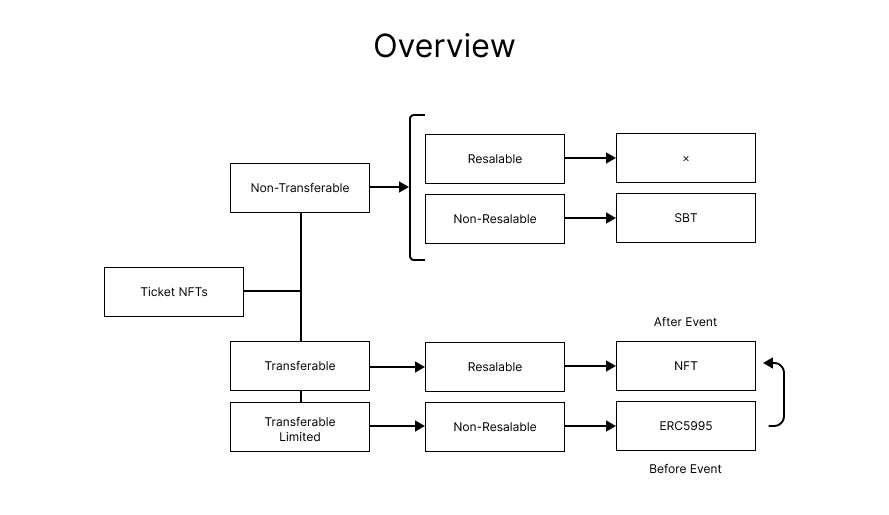 Overview
Resalable
×
Non-Transferable
Non-Resalable
SBT
Ticket NFTs
After Event
Transferable
Resalable
NFT
Transferable
Limited
Non-Resalable
ERC5995
Before Event